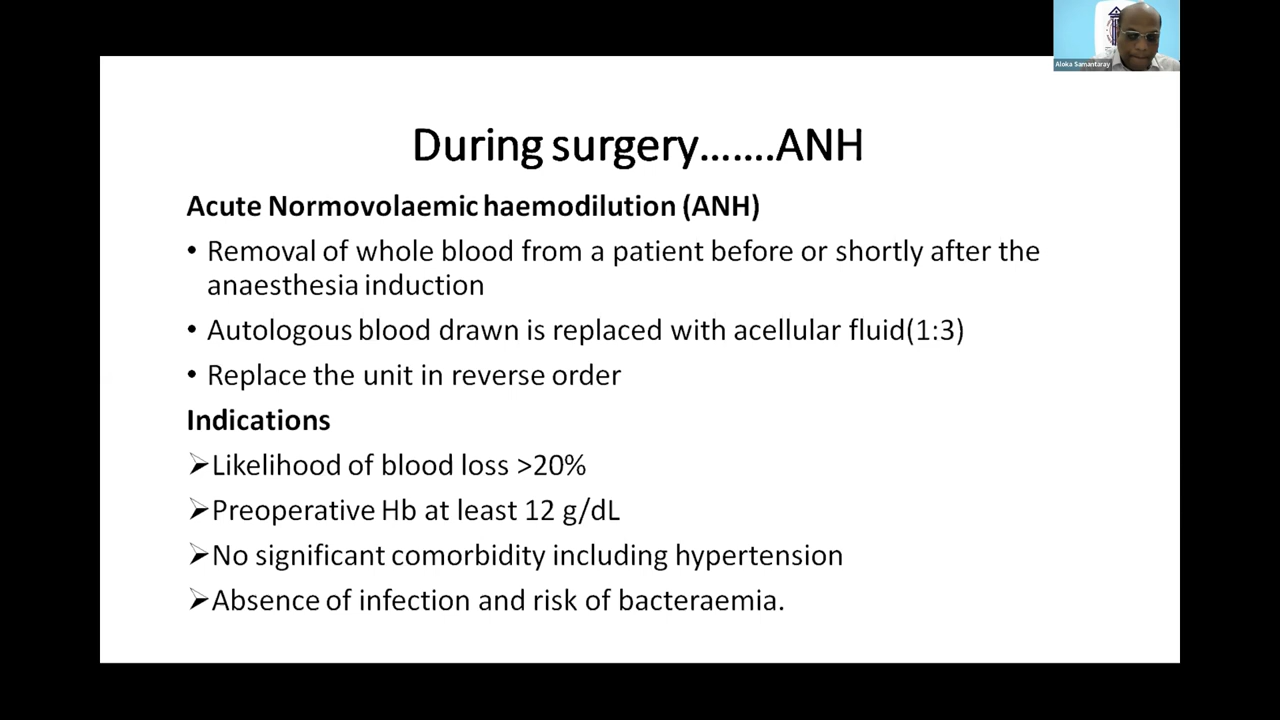 Aloka Samantaray
During surgery.......ANH
Acute Normovolaemic haemodilution (ANH)
• Removal of whole blood from a patient before or shortly after the
anaesthesia induction
• Autologous blood drawn is replaced with acellular fluid(1:3)
• Replace the unit in reverse order
Indications
➢Likelihood of blood loss >20%
➢Preoperative Hb at least 12 g/dL
➢No significant comorbidity including hypertension
➢Absence of infection and risk of bacteraemia.